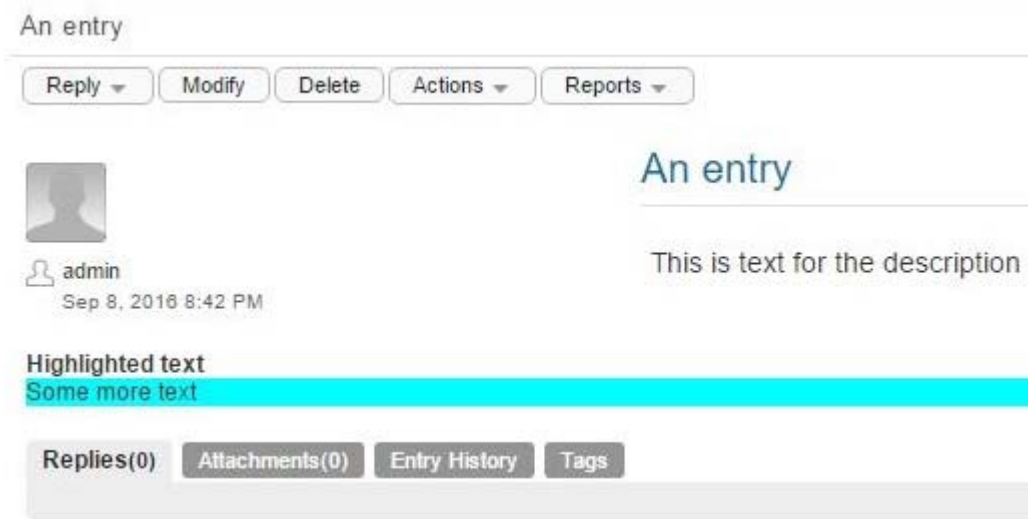 An entry
Reply Modify Delete Actions Reports
An entry
This is text for the description
admin
Sep 8, 2016 8:42 PM
Highlighted text
Some more text
Replies(0) Attachments(0) Entry History Tags